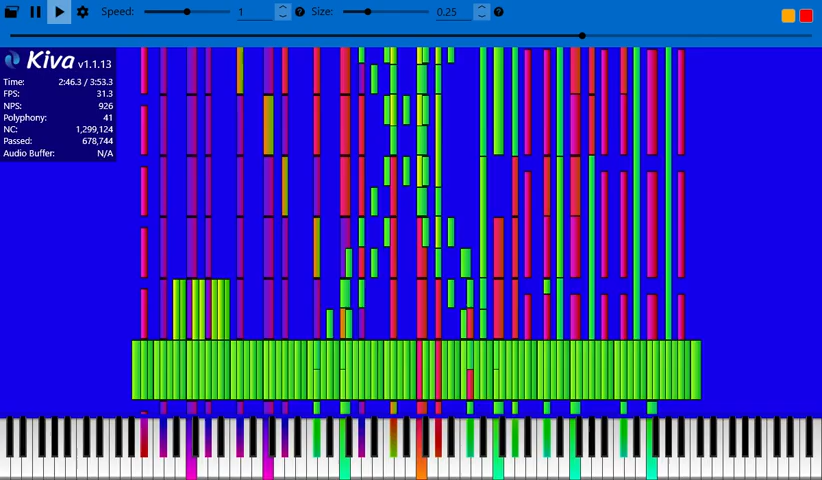 Speed: 1 Size: 0.25
Kiva v1.1.13
Time: 2:46.3 / 3:53.3
FPS: 31.3
NPS: 926
Polyphony: 41
NC: 1,299,124
Passed: 678,744
Audio Buffer: N/A